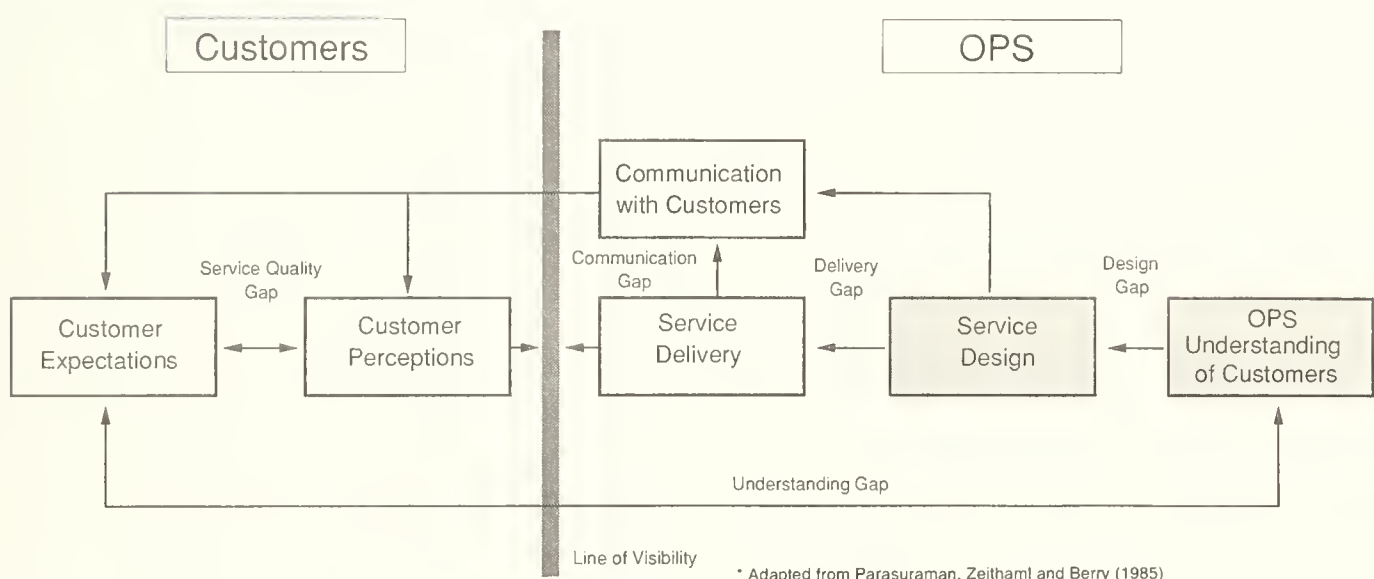 Customers
OPS
Communication
with Customers
Service Quality
Gap
Communication
Gap
Delivery
Gap
Design
Gap
Customer
Expectations
Customer
Perceptions
Service
Delivery
Service
Design
OPS
Understanding
of Customers
Understanding Gap
Line of Visibility
* Adapted from Parasuraman, Zeithaml and Berry (1985)